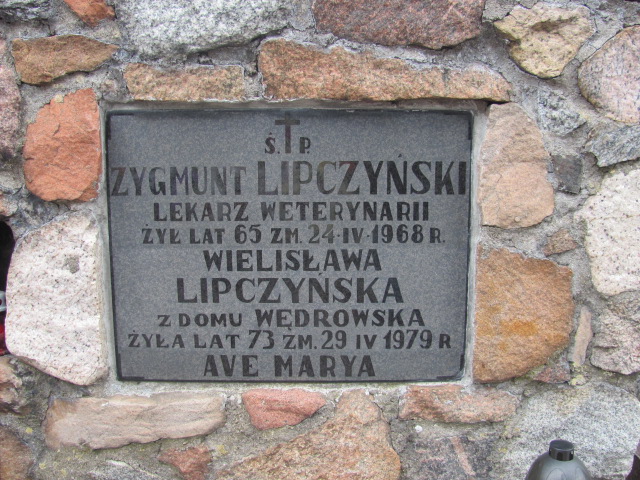 Ś. P.
ZYGMUNT LIPCZYŃSKI
LEKARZ WETERYNARII
ŻYŁ LAT 65 ZM. 24-IV-1968 R.
WIELISŁAWA
LIPCZYŃSKA
Z DOMU WĘDROWSKA
ŻYŁA LAT 73 ZM. 29 IV 1979 R
AVE MARYA